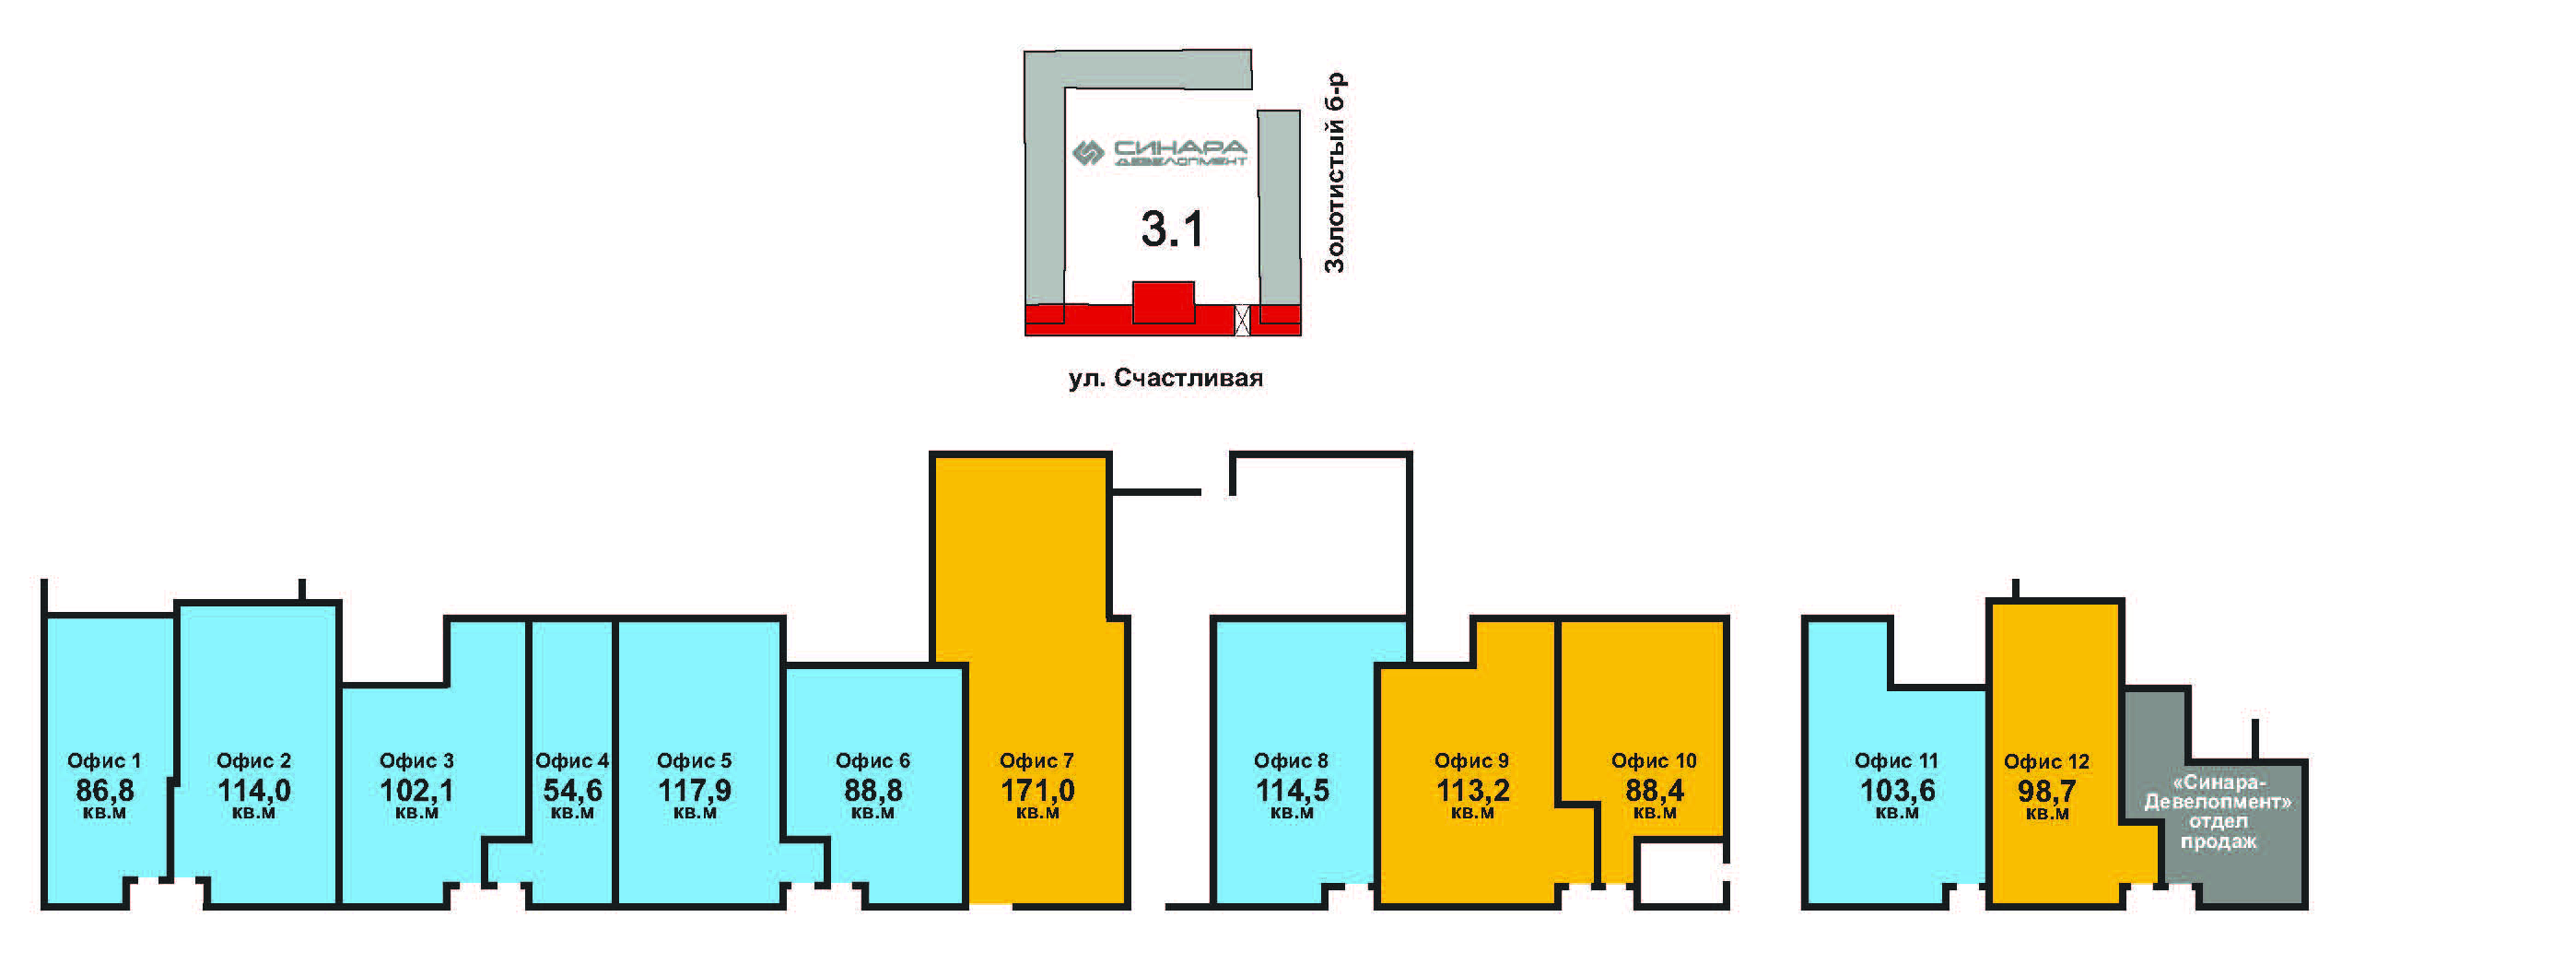 СИНАРА
ДЕВЕЛОПМЕНТ
3.1
Золотистый б-р
ул. Счастливая
Офис 1
86,8
кв.м
Офис 2
114,0
кв.м
Офис 3
102,1
кв.м
Офис 4
54,6
кв.м
Офис 5
117,9
кв.м
Офис 6
88,8
кв.м
Офис 7
171,0
кв.м
Офис 8
114,5
кв.м
Офис 9
113,2
кв.м
Офис 10
88,4
кв.м
Офис 11
103,6
кв.м
Офис 12
98,7
кв.м
«Синара-
Девелопмент»
отдел
продаж